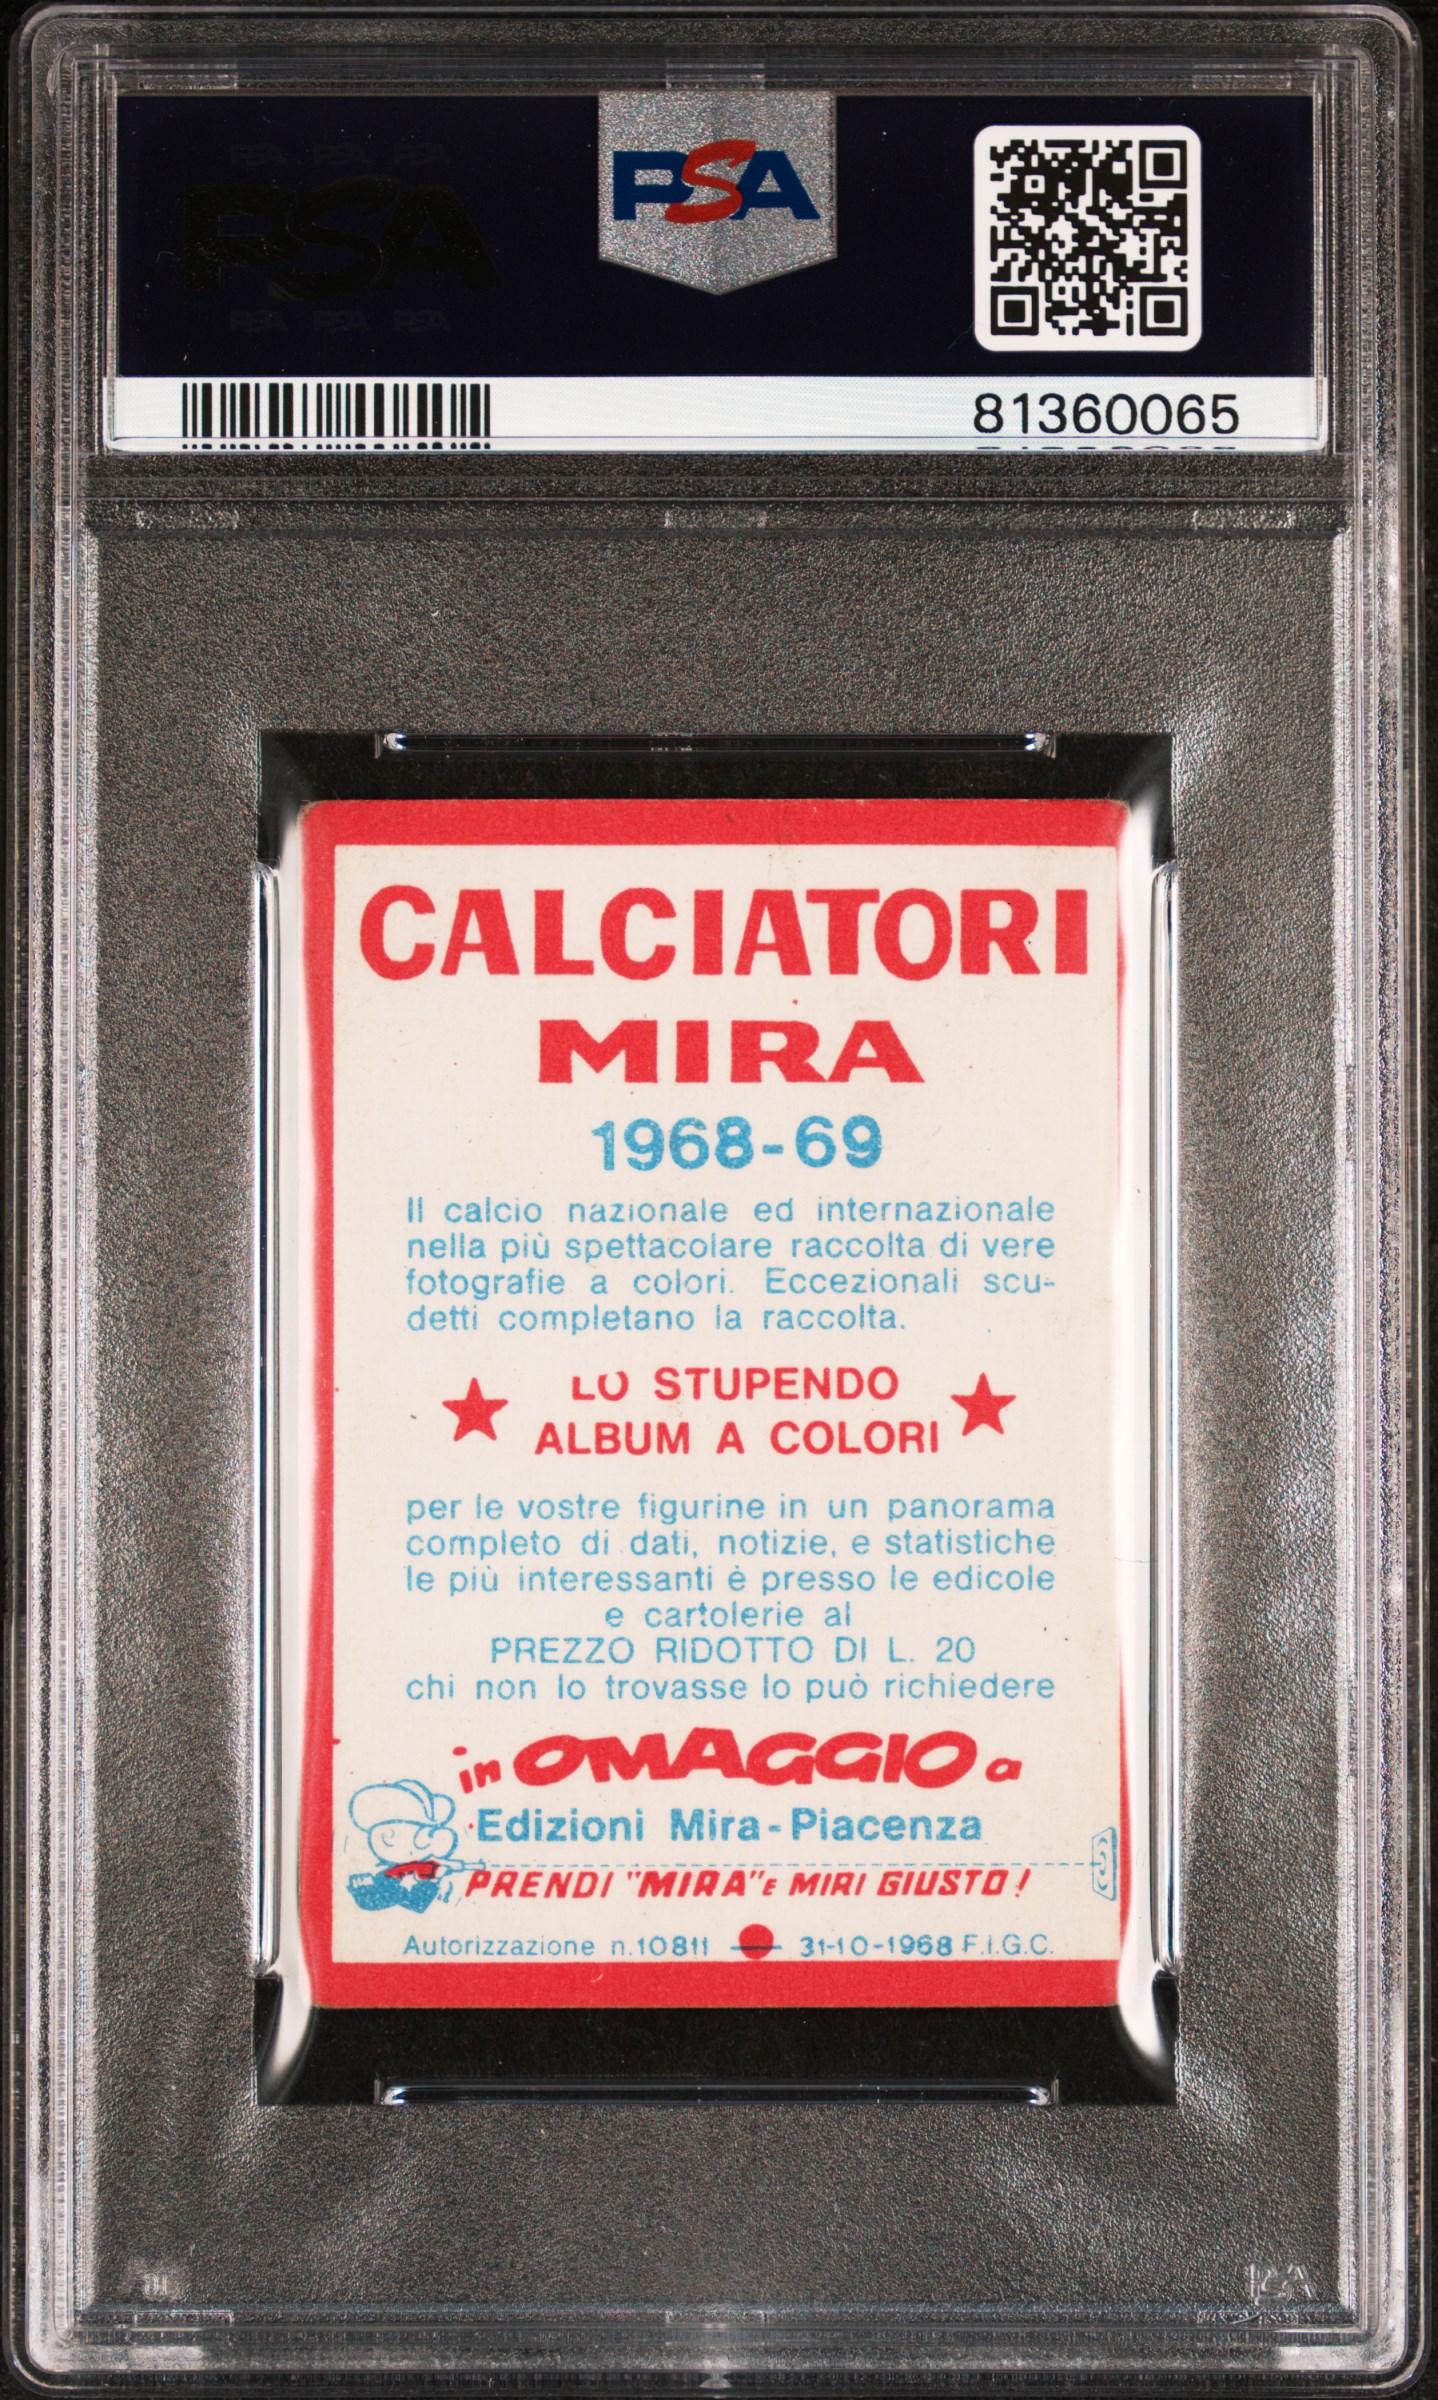 PSA
81360065
CALCIATORI
MIRA
1968-69
Il calcio nazionale ed internazionale
nella più spettacolare raccolta di vere
fotografie a colori. Eccezionali scu-
detti completano la raccolta.
LO STUPENDO
ALBUM A COLORI
per le vostre figurine in un panorama
completo di dati, notizie, e statistiche
le più interessanti è presso le edicole
e cartolerie al
PREZZO RIDOTTO DI L. 20
chi non lo trovasse lo può richiedere
in OMAGGIO a
Edizioni Mira-Piacenza
PRENDI "MIRA" E MIRI GIUSTO!
Autorizzazione n.10811 31-10-1968 F.I.G.C.